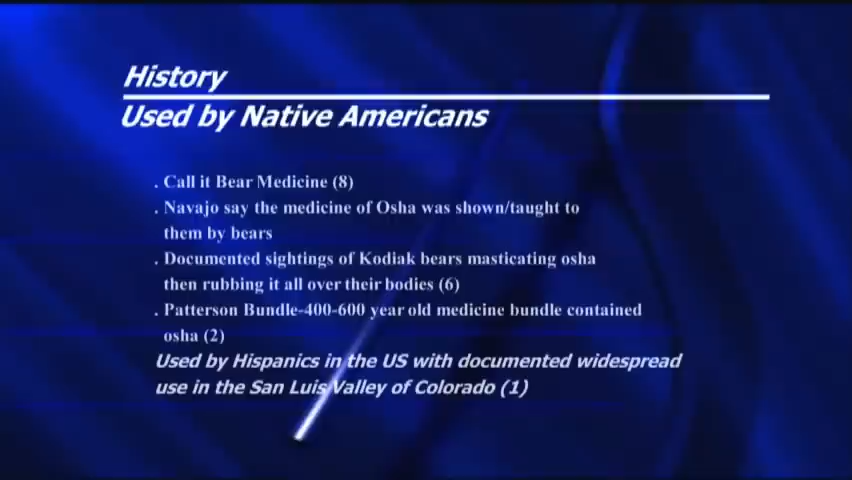 History
Used by Native Americans
. Call it Bear Medicine (8)
. Navajo say the medicine of Osha was shown/taught to
them by bears
. Documented sightings of Kodiak bears masticating osha
then rubbing it all over their bodies (6)
. Patterson Bundle-400-600 year old medicine bundle contained
osha (2)
Used by Hispanics in the US with documented widespread
use in the San Luis Valley of Colorado (1)